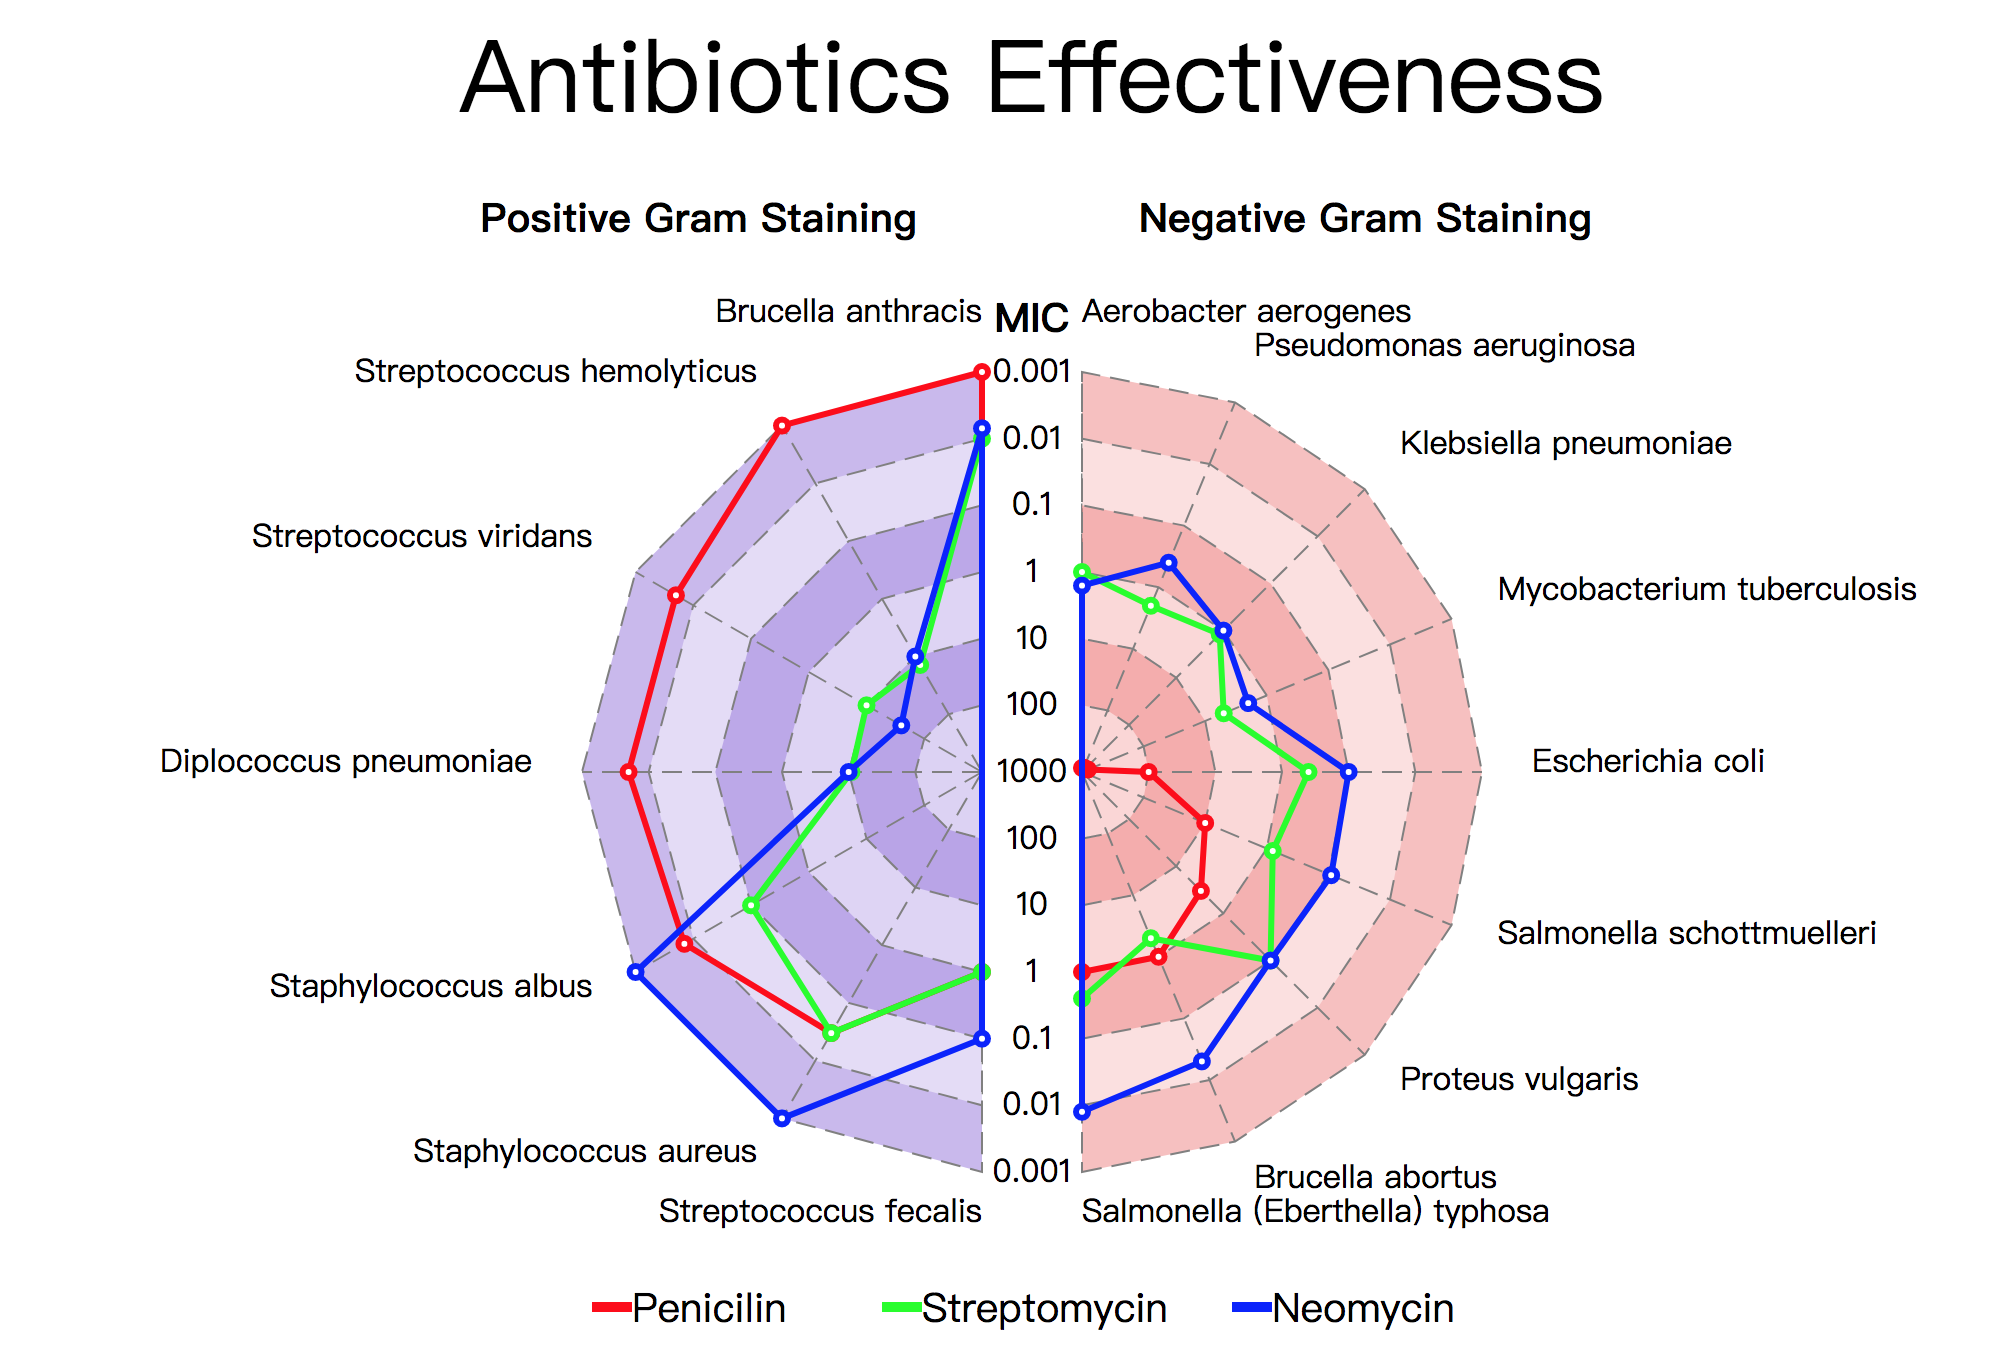 Antibiotics Effectiveness
Positive Gram Staining
Negative Gram Staining
Brucella anthracis
MIC
Aerobacter aerogenes
Pseudomonas aeruginosa
Streptococcus hemolyticus
0.001
0.01
Klebsiella pneumoniae
0.1
Streptococcus viridans
1
Mycobacterium tuberculosis
10
100
Diplococcus pneumoniae
1000
Escherichia coli
100
10
Salmonella schottmuelleri
1
Staphylococcus albus
0.1
Proteus vulgaris
0.01
Staphylococcus aureus
0.001
Brucella abortus
Streptococcus fecalis
Salmonella (Eberthella) typhosa
Penicilin
Streptomycin
Neomycin